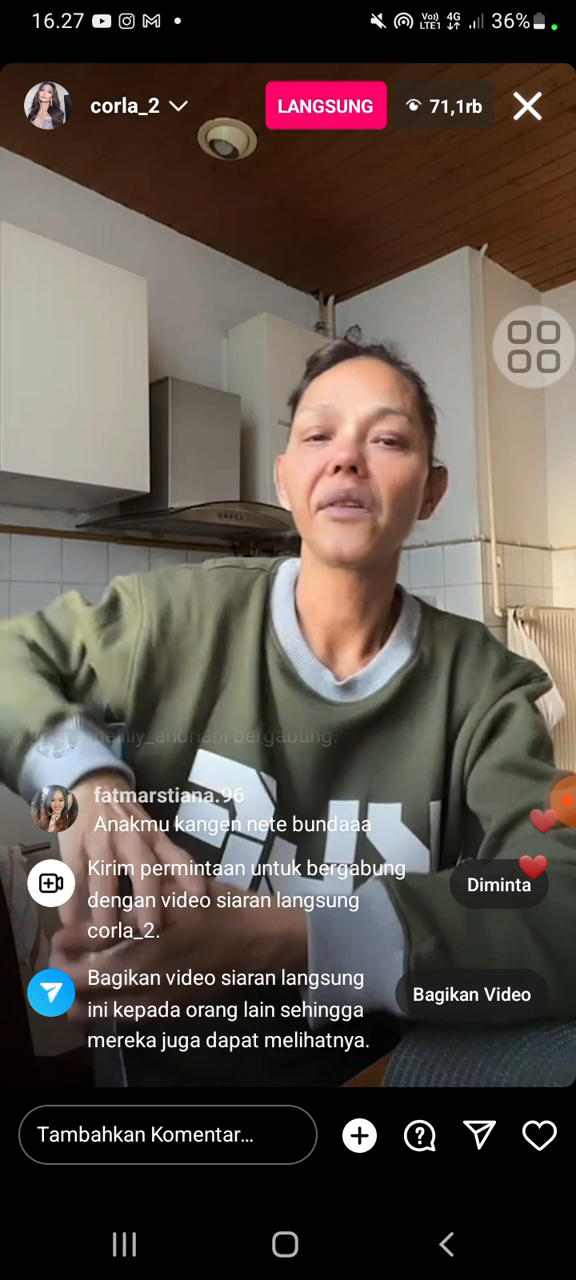 16.27
Vo)) 4G
LTE1
36%
corla_2
LANGSUNG
71,1rb
bergabung.
fatmarstiana.96
Anakmu kangen nete bundaaa
Kirim permintaan untuk bergabung
dengan video siaran langsung
corla_2.
Diminta
Bagikan video siaran langsung
ini kepada orang lain sehingga
mereka juga dapat melihatnya.
Bagikan Video
Tambahkan Komentar...